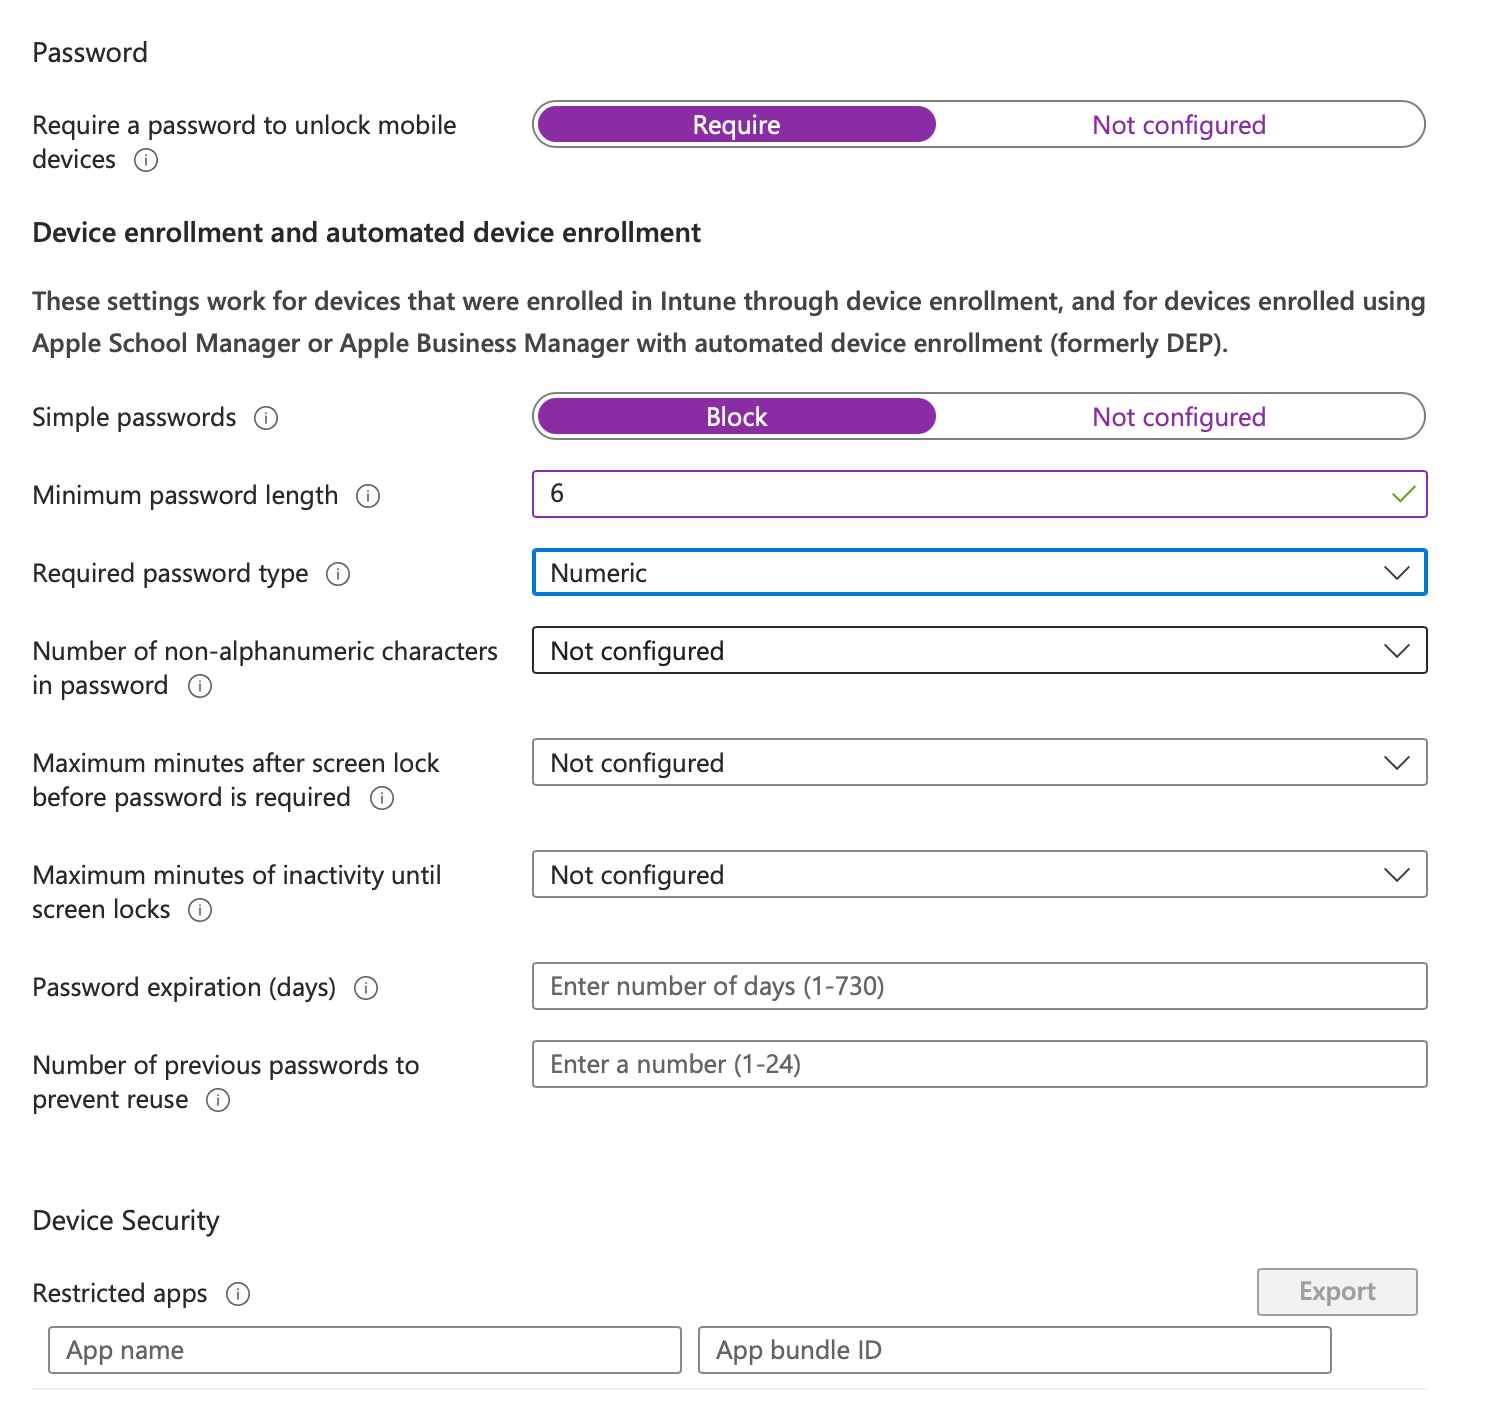 Password
Require a password to unlock mobile
devices
Require
Not configured
Device enrollment and automated device enrollment
These settings work for devices that were enrolled in Intune through device enrollment, and for devices enrolled using
Apple School Manager or Apple Business Manager with automated device enrollment (formerly DEP).
Simple passwords
Block
Not configured
Minimum password length
6
Required password type
Numeric
Number of non-alphanumeric characters
in password
Not configured
Maximum minutes after screen lock
before password is required
Not configured
Maximum minutes of inactivity until
screen locks
Not configured
Password expiration (days)
Enter number of days (1-730)
Number of previous passwords to
prevent reuse
Enter a number (1-24)
Device Security
Restricted apps
Export
App name
App bundle ID